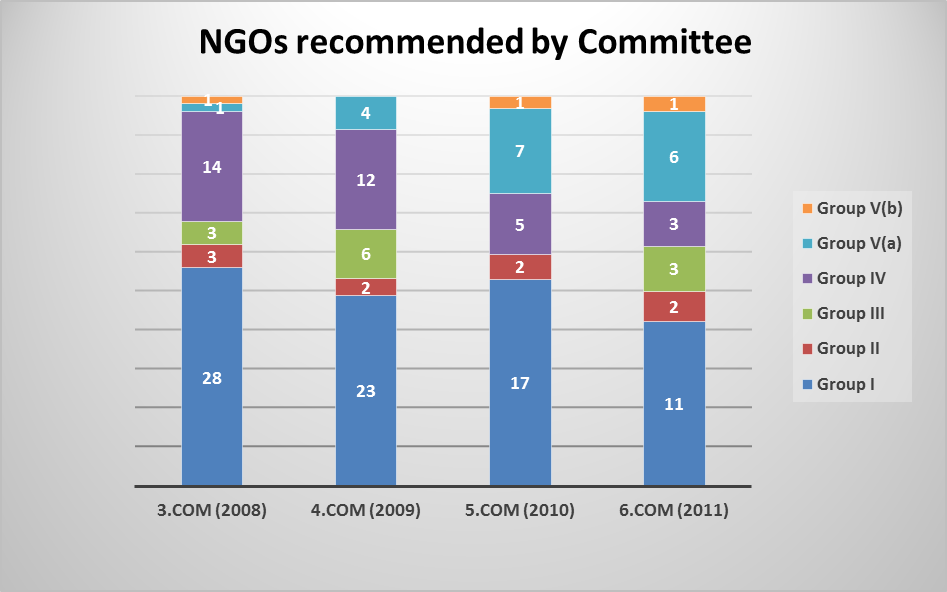 NGOs recommended by Committee
1
1
14
3
3
28
4
12
6
2
23
1
7
5
2
17
1
6
3
3
2
11
Group V(b)
Group V(a)
Group IV
Group III
Group II
Group I
3.COM (2008)
4.COM (2009)
5.COM (2010)
6.COM (2011)